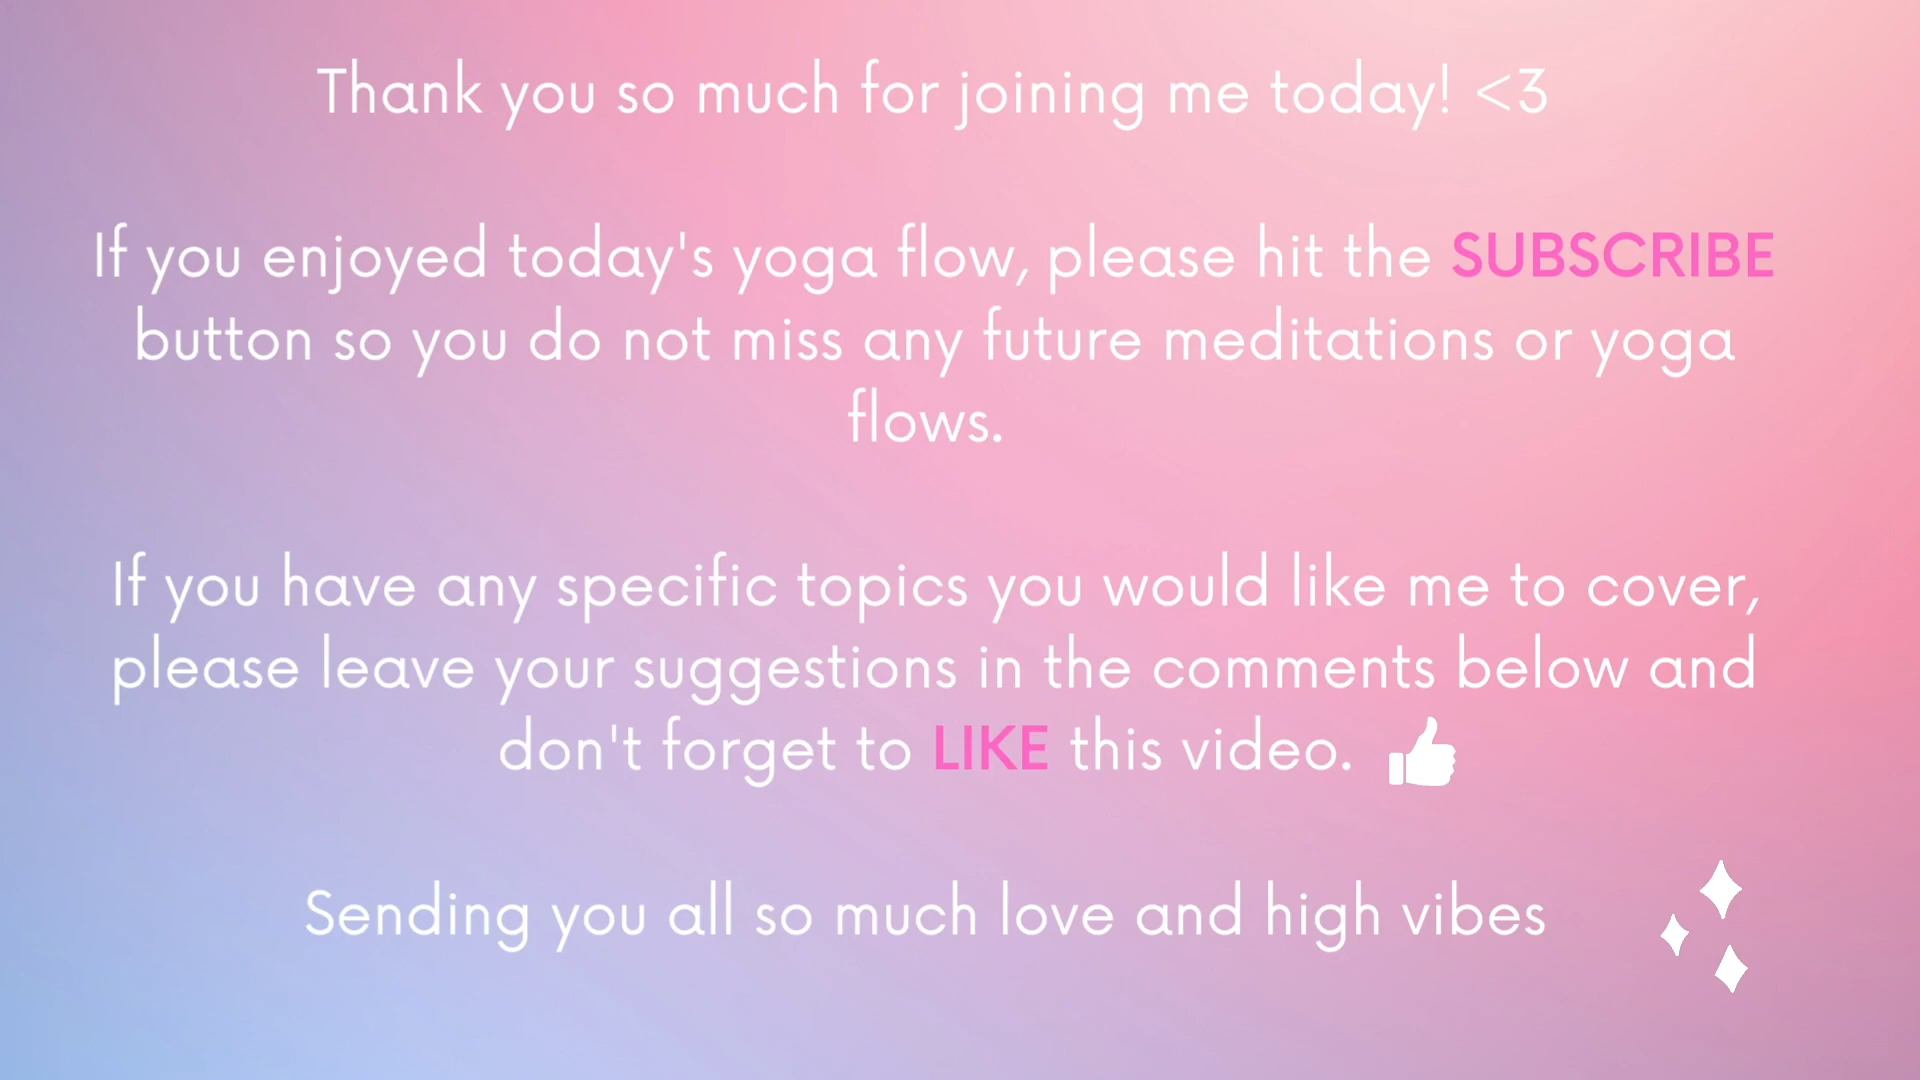 Thank you so much for joining me today! <3
If you enjoyed today's yoga flow, please hit the SUBSCRIBE
button so you do not miss any future meditations or yoga
flows.
If you have any specific topics you would like me to cover,
please leave your suggestions in the comments below and
don't forget to LIKE this video.
Sending you all so much love and high vibes